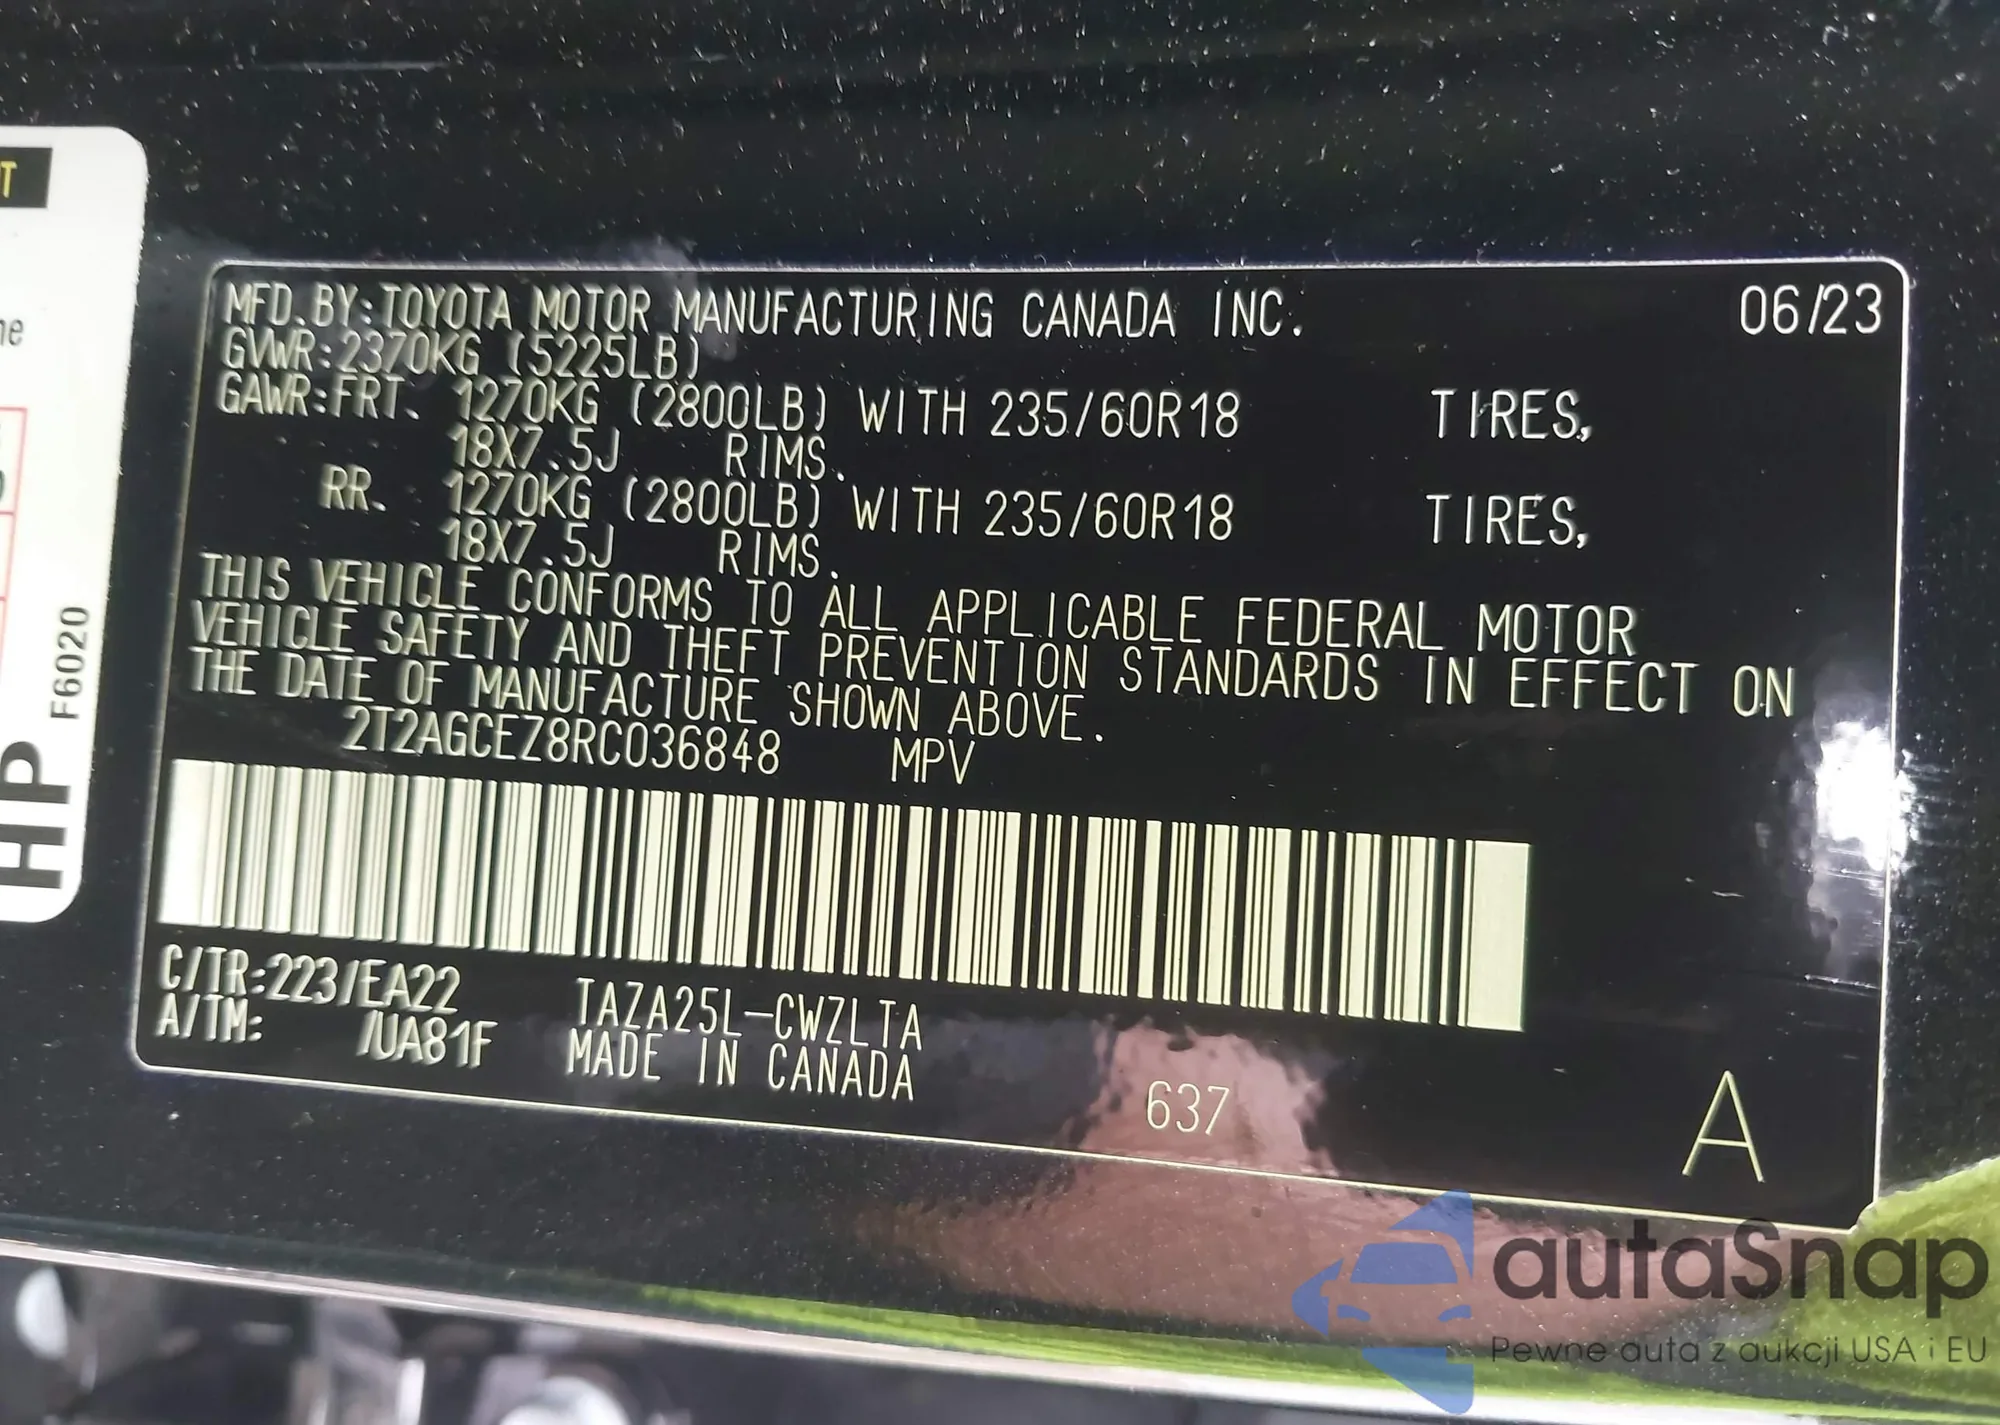 MFD.BY:TOYOTA MOTOR MANUFACTURING CANADA INC. 06/23
GVWR:2370KG (5225LB)
GAWR:FRT. 1270KG (2800LB) WITH 235/60R18 TIRES,
18X7.5J RIMS.
RR. 1270KG (2800LB) WITH 235/60R18 TIRES,
18X7.5J RIMS.
THIS VEHICLE CONFORMS TO ALL APPLICABLE FEDERAL MOTOR
VEHICLE SAFETY AND THEFT PREVENTION STANDARDS IN EFFECT ON
THE DATE OF MANUFACTURE SHOWN ABOVE.
2T2AGCEZ8RC036848 MPV
C/TR:223/EA22 TAZA25L-CWZLTA
A/TM: /UA81F MADE IN CANADA
637
A
F6020
HP
autaSnap
Pewne auta z aukcji USA i EU